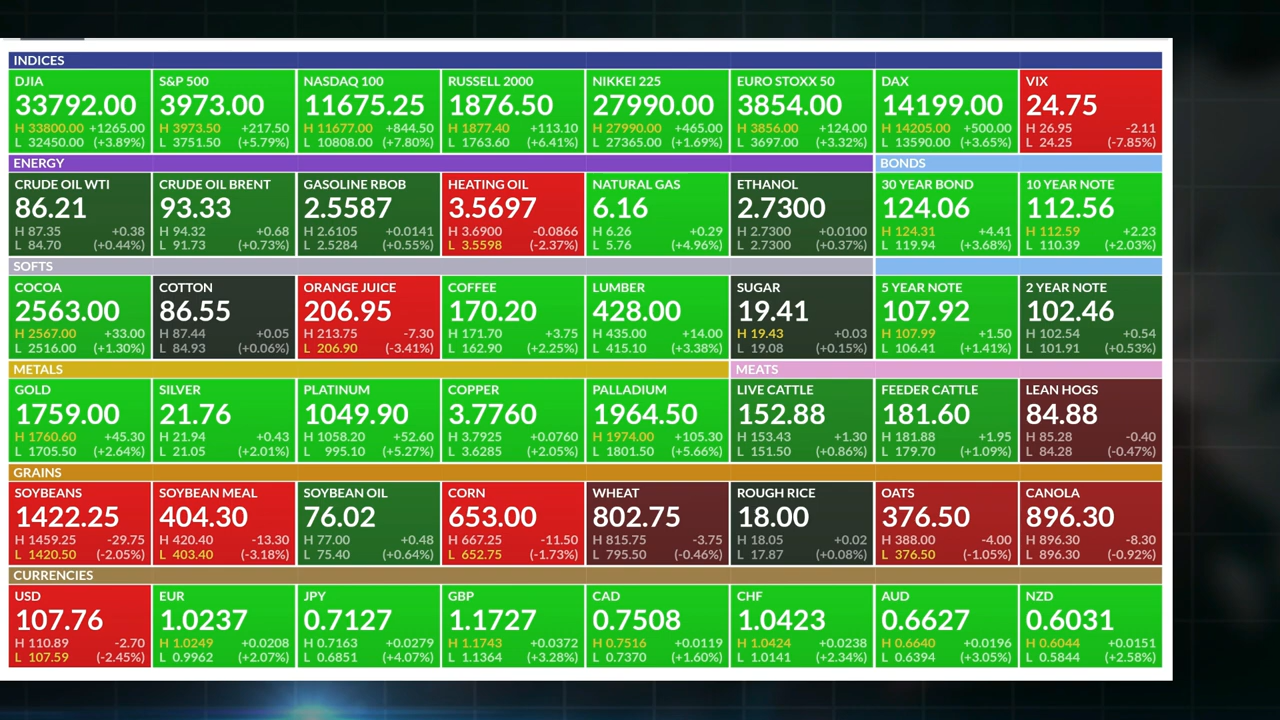 INDICES
DJIA S&P 500 NASDAQ 100 RUSSELL 2000 NIKKEI 225 EURO STOXX 50 DAX VIX
33792.00 3973.00 11675.25 1876.50 27990.00 3854.00 14199.00 24.75
H 33800.00 +1265.00 H 3973.50 +217.50 H 11677.00 +844.50 H 1877.40 +113.10 H 27990.00 +465.00 H 3856.00 +124.00 H 14205.00 +500.00 H 26.95 -2.11
L 32450.00 (+3.89%) L 3751.50 (+5.79%) L 10808.00 (+7.80%) L 1763.60 (+6.41%) L 27365.00 (+1.69%) L 3697.00 (+3.32%) L 13590.00 (+3.65%) L 24.25 (-7.85%)
ENERGY BONDS
CRUDE OIL WTI CRUDE OIL BRENT GASOLINE RBOB HEATING OIL NATURAL GAS ETHANOL 30 YEAR BOND 10 YEAR NOTE
86.21 93.33 2.5587 3.5697 6.16 2.7300 124.06 112.56
H 87.35 +0.38 H 94.32 +0.68 H 2.6105 +0.0141 H 3.6900 -0.0866 H 6.26 +0.29 H 2.7300 +0.0100 H 124.31 +4.41 H 112.59 +2.23
L 84.70 (+0.44%) L 91.73 (+0.73%) L 2.5284 (+0.55%) L 3.5598 (-2.37%) L 5.76 (+4.96%) L 2.7300 (+0.37%) L 119.94 (+3.68%) L 110.39 (+2.03%)
SOFTS
COCOA COTTON ORANGE JUICE COFFEE LUMBER SUGAR 5 YEAR NOTE 2 YEAR NOTE
2563.00 86.55 206.95 170.20 428.00 19.41 107.92 102.46
H 2567.00 +33.00 H 87.44 +0.05 H 213.75 -7.30 H 171.70 +3.75 H 435.00 +14.00 H 19.43 +0.03 H 107.99 +1.50 H 102.54 +0.54
L 2516.00 (+1.30%) L 84.93 (+0.06%) L 206.90 (-3.41%) L 162.90 (+2.25%) L 415.10 (+3.38%) L 19.08 (+0.15%) L 106.41 (+1.41%) L 101.91 (+0.53%)
METALS MEATS
GOLD SILVER PLATINUM COPPER PALLADIUM LIVE CATTLE FEEDER CATTLE LEAN HOGS
1759.00 21.76 1049.90 3.7760 1964.50 152.88 181.60 84.88
H 1760.60 +45.30 H 21.94 +0.43 H 1058.20 +52.60 H 3.7925 +0.0760 H 1974.00 +105.30 H 153.43 +1.30 H 181.88 +1.95 H 85.28 -0.40
L 1705.50 (+2.64%) L 21.05 (+2.01%) L 995.10 (+5.27%) L 3.6285 (+2.05%) L 1801.50 (+5.66%) L 151.50 (+0.86%) L 179.70 (+1.09%) L 84.28 (-0.47%)
GRAINS
SOYBEANS SOYBEAN MEAL SOYBEAN OIL CORN WHEAT ROUGH RICE OATS CANOLA
1422.25 404.30 76.02 653.00 802.75 18.00 376.50 896.30
H 1459.25 -29.75 H 420.40 -13.30 H 77.00 +0.48 H 667.25 -11.50 H 815.75 -3.75 H 18.05 +0.02 H 388.00 -4.00 H 896.30 -8.30
L 1420.50 (-2.05%) L 403.40 (-3.18%) L 75.40 (+0.64%) L 652.75 (-1.73%) L 795.50 (-0.46%) L 17.87 (+0.08%) L 376.50 (-1.05%) L 896.30 (-0.92%)
CURRENCIES
USD EUR JPY GBP CAD CHF AUD NZD
107.76 1.0237 0.7127 1.1727 0.7508 1.0423 0.6627 0.6031
H 110.89 -2.70 H 1.0249 +0.0208 H 0.7163 +0.0279 H 1.1743 +0.0372 H 0.7516 +0.0119 H 1.0424 +0.0238 H 0.6640 +0.0196 H 0.6044 +0.0151
L 107.59 (-2.45%) L 0.9962 (+2.07%) L 0.6851 (+4.07%) L 1.1364 (+3.28%) L 0.7370 (+1.60%) L 1.0141 (+2.34%) L 0.6394 (+3.05%) L 0.5844 (+2.58%)